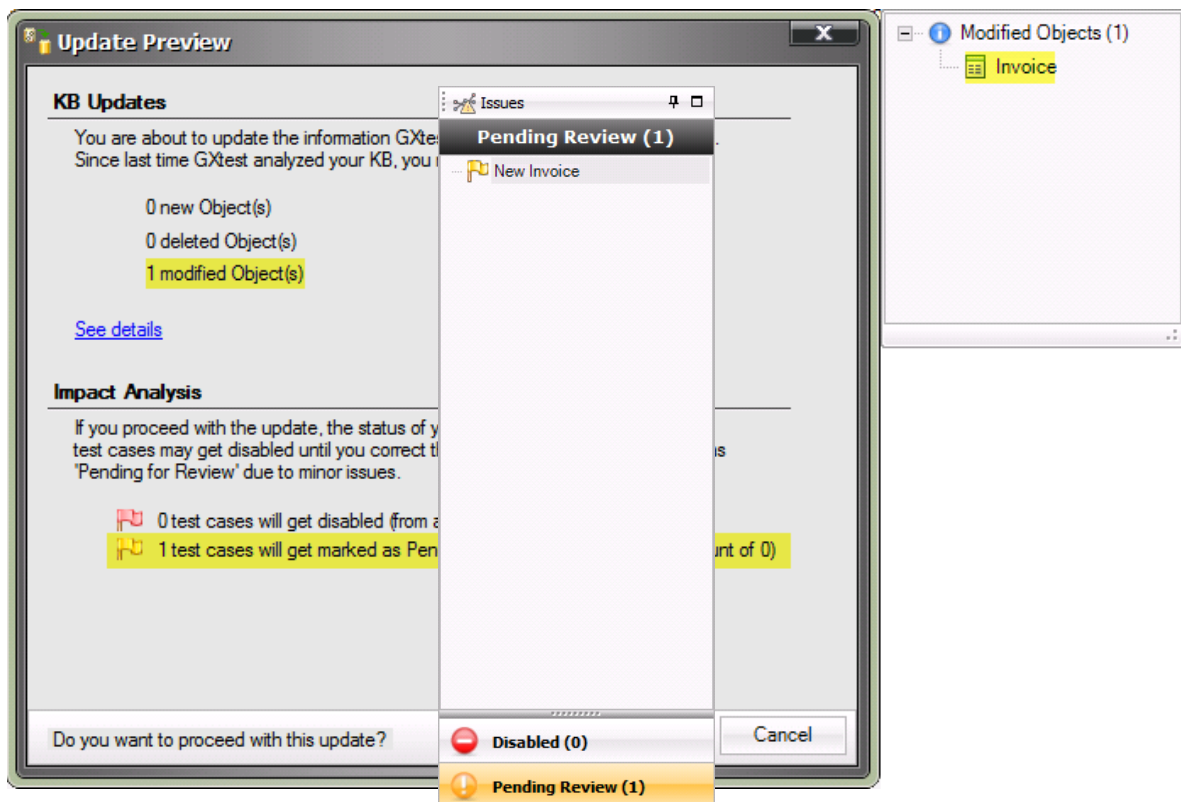 Update Preview
X
KB Updates
You are about to update the information GXte
Since last time GXtest analyzed your KB, you
0 new Object(s)
0 deleted Object(s)
1 modified Object(s)
See details
Impact Analysis
If you proceed with the update, the status of y
test cases may get disabled until you correct t
'Pending for Review' due to minor issues.
0 test cases will get disabled (from a
1 test cases will get marked as Pen
unt of 0)
Do you want to proceed with this update?
Cancel
Issues
Pending Review (1)
New Invoice
Disabled (0)
Pending Review (1)
Modified Objects (1)
Invoice